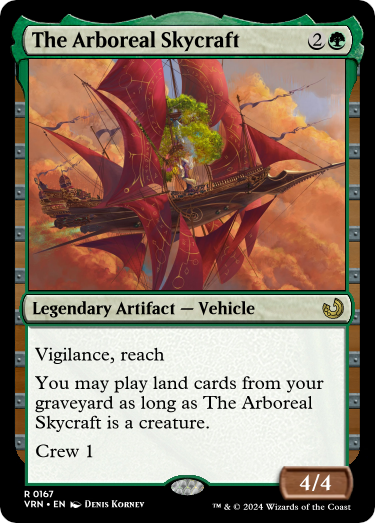 The Arboreal Skycraft 2
Legendary Artifact — Vehicle
Vigilance, reach
You may play land cards from your
graveyard as long as The Arboreal
Skycraft is a creature.
Crew 1
4/4
R 0167
VRN • EN Denis Kornev
™ & © 2024 Wizards of the Coast